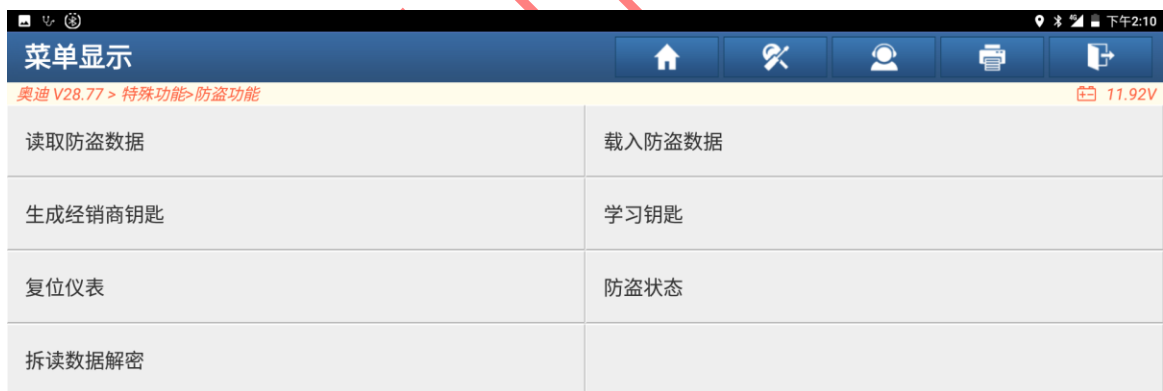 下午2:10
菜单显示
奥迪 V28.77 > 特殊功能>防盗功能
11.92V
读取防盗数据
载入防盗数据
生成经销商钥匙
学习钥匙
复位仪表
防盗状态
拆读数据解密